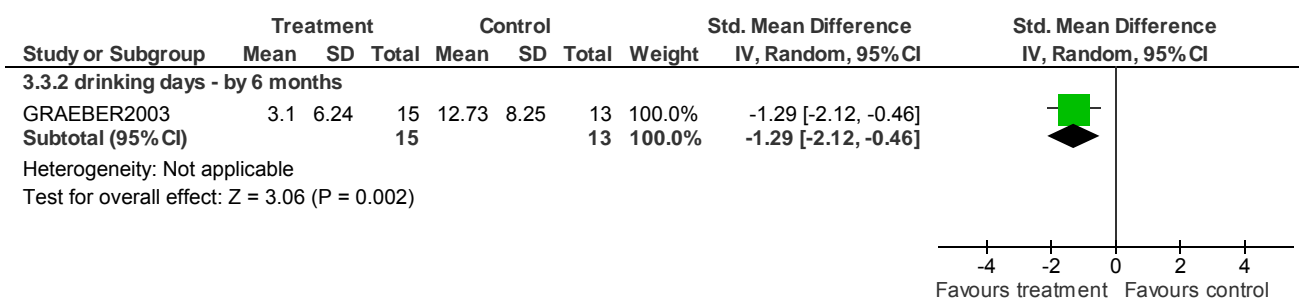 Treatment Control Std. Mean Difference Std. Mean Difference
Study or Subgroup Mean SD Total Mean SD Total Weight IV, Random, 95% CI IV, Random, 95% CI
3.3.2 drinking days - by 6 months
GRAEBER2003 3.1 6.24 15 12.73 8.25 13 100.0% -1.29 [-2.12, -0.46]
Subtotal (95% CI) 15 13 100.0% -1.29 [-2.12, -0.46]
Heterogeneity: Not applicable
Test for overall effect: Z = 3.06 (P = 0.002)
-4 -2 0 2 4
Favours treatment Favours control